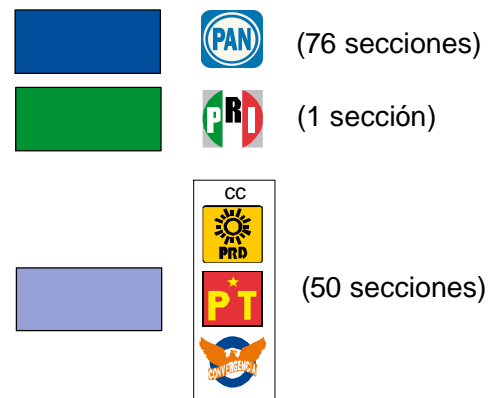 PAN (76 secciones)
PRI (1 sección)
CC
PRD
PT (50 secciones)
CONVERGENCIA